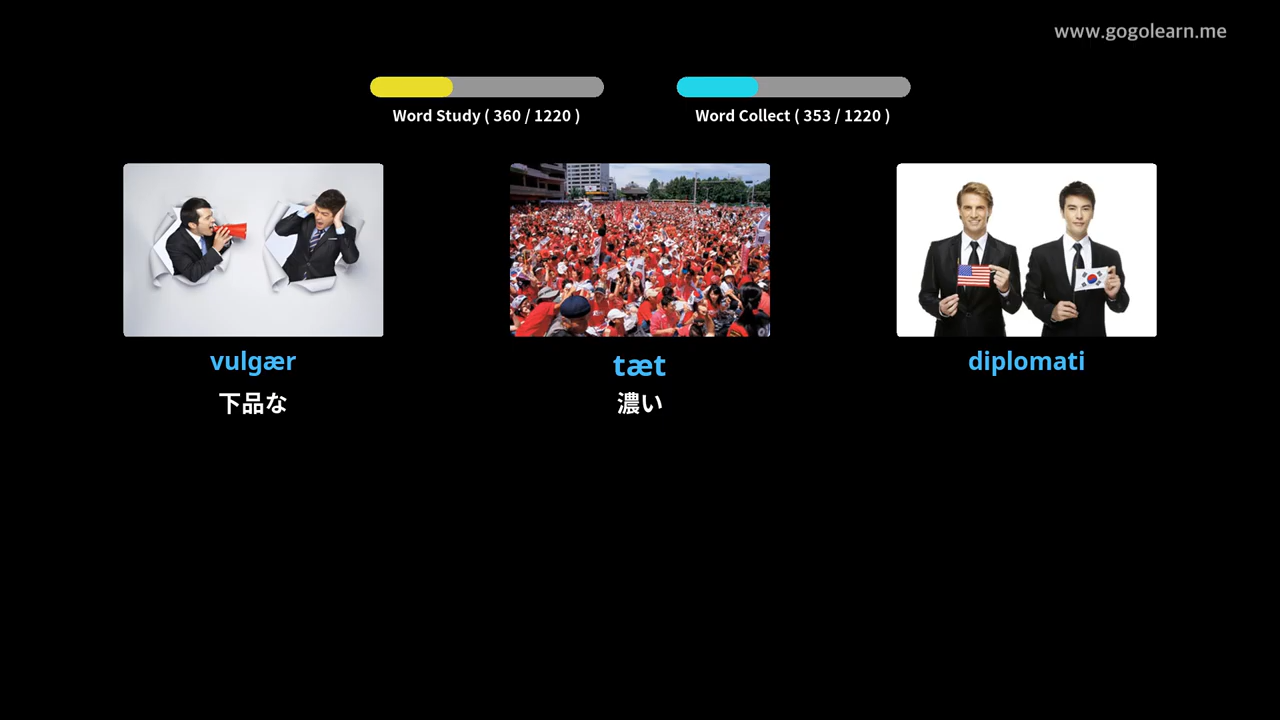 www.gogolearn.me
Word Study ( 360 / 1220 )
Word Collect ( 353 / 1220 )
vulgær
下品な
tæt
濃い
diplomati